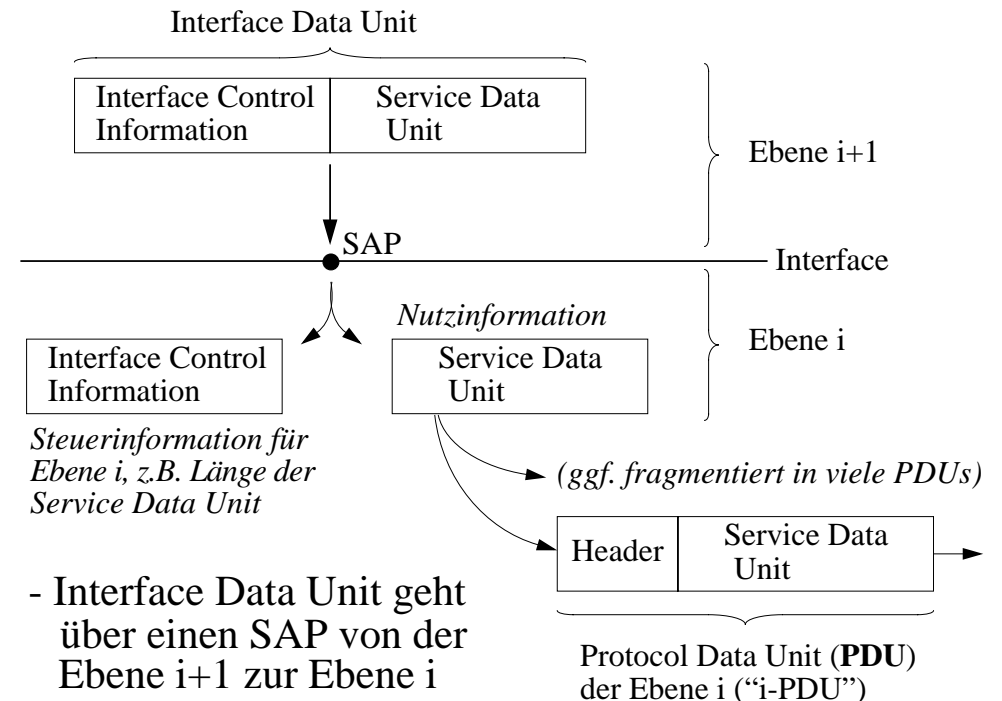 Interface Data Unit
Interface Control
Information
Service Data
Unit
Ebene i+1
SAP
Interface
Nutzinformation
Ebene i
Interface Control
Information
Service Data
Unit
Steuerinformation für
Ebene i, z.B. Länge der
Service Data Unit
(ggf. fragmentiert in viele PDUs)
Header
Service Data
Unit
- Interface Data Unit geht
über einen SAP von der
Ebene i+1 zur Ebene i
Protocol Data Unit (PDU)
der Ebene i (“i-PDU”)